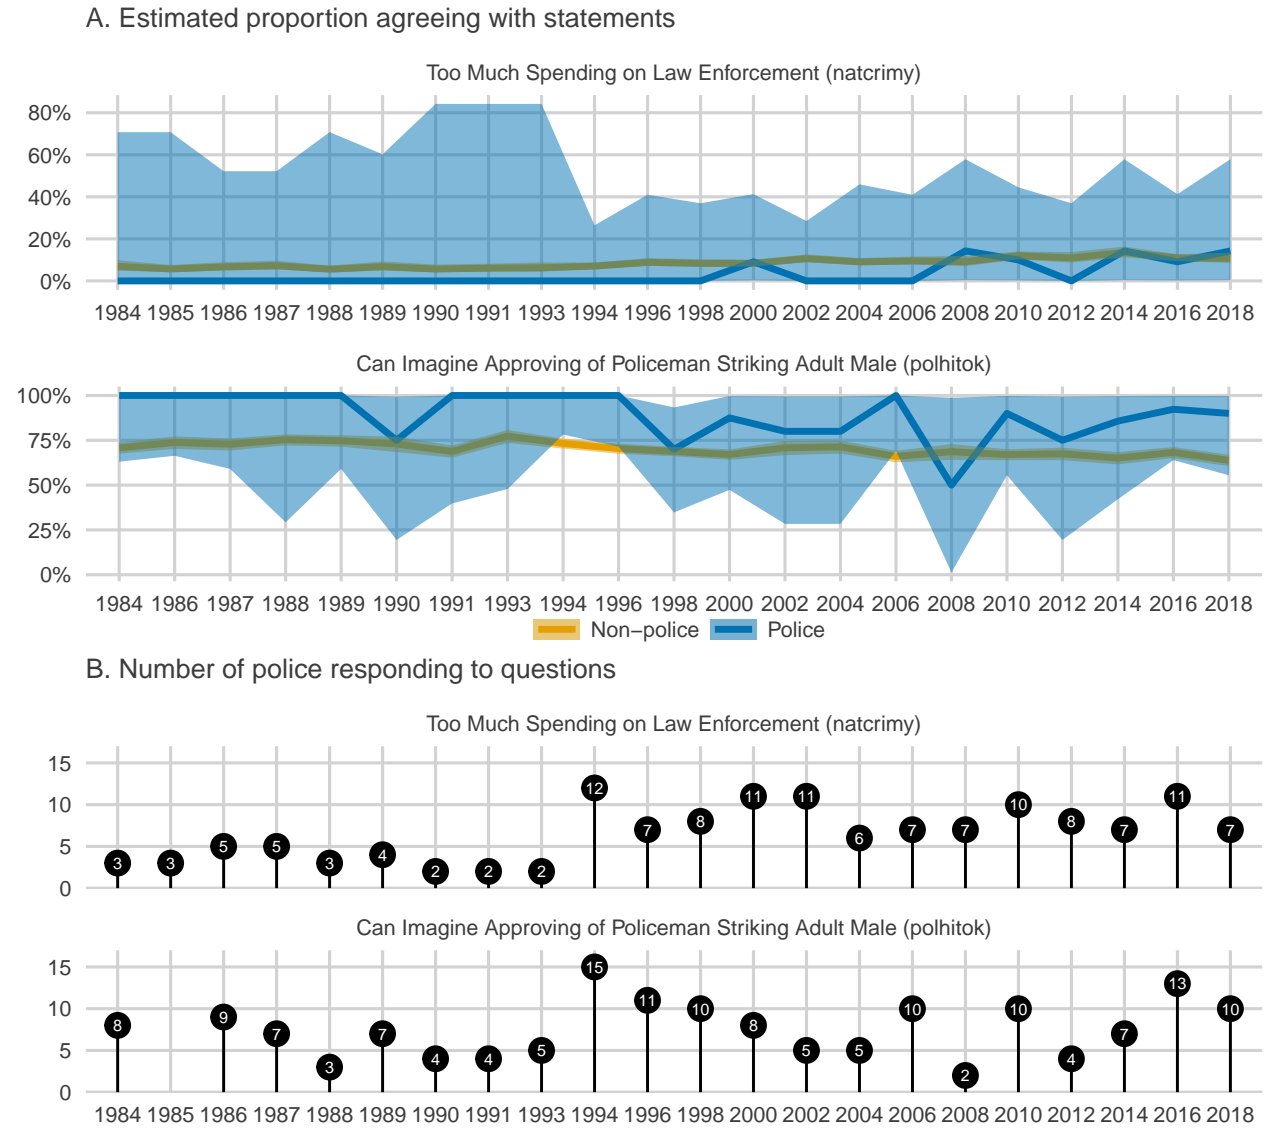 A. Estimated proportion agreeing with statements
Too Much Spending on Law Enforcement (natcrimy)
80%
60%
40%
20%
0%
1984 1985 1986 1987 1988 1989 1990 1991 1993 1994 1996 1998 2000 2002 2004 2006 2008 2010 2012 2014 2016 2018
Can Imagine Approving of Policeman Striking Adult Male (polhitok)
100%
75%
50%
25%
0%
1984 1986 1987 1988 1989 1990 1991 1993 1994 1996 1998 2000 2002 2004 2006 2008 2010 2012 2014 2016 2018
Non−police Police
B. Number of police responding to questions
Too Much Spending on Law Enforcement (natcrimy)
15
10
5
0
3 3 5 5 3 4 2 2 2 12 7 8 11 11 6 7 7 10 8 7 11 7
Can Imagine Approving of Policeman Striking Adult Male (polhitok)
15
10
5
0
8 9 7 3 7 4 4 5 15 11 10 8 5 5 10 2 10 4 7 13 10
1984 1985 1986 1987 1988 1989 1990 1991 1993 1994 1996 1998 2000 2002 2004 2006 2008 2010 2012 2014 2016 2018